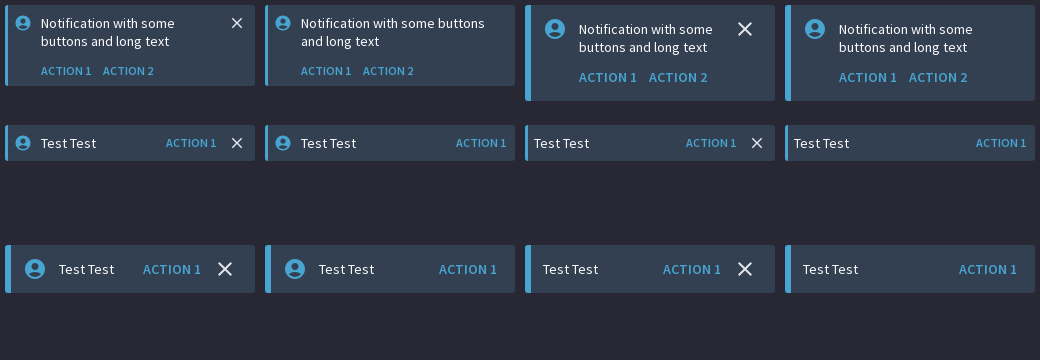 Notification with some
buttons and long text
ACTION 1 ACTION 2
Notification with some buttons
and long text
ACTION 1 ACTION 2
Notification with some
buttons and long text
ACTION 1 ACTION 2
Notification with some
buttons and long text
ACTION 1 ACTION 2
Test Test ACTION 1
Test Test ACTION 1
Test Test ACTION 1
Test Test ACTION 1
Test Test ACTION 1
Test Test ACTION 1
Test Test ACTION 1
Test Test ACTION 1